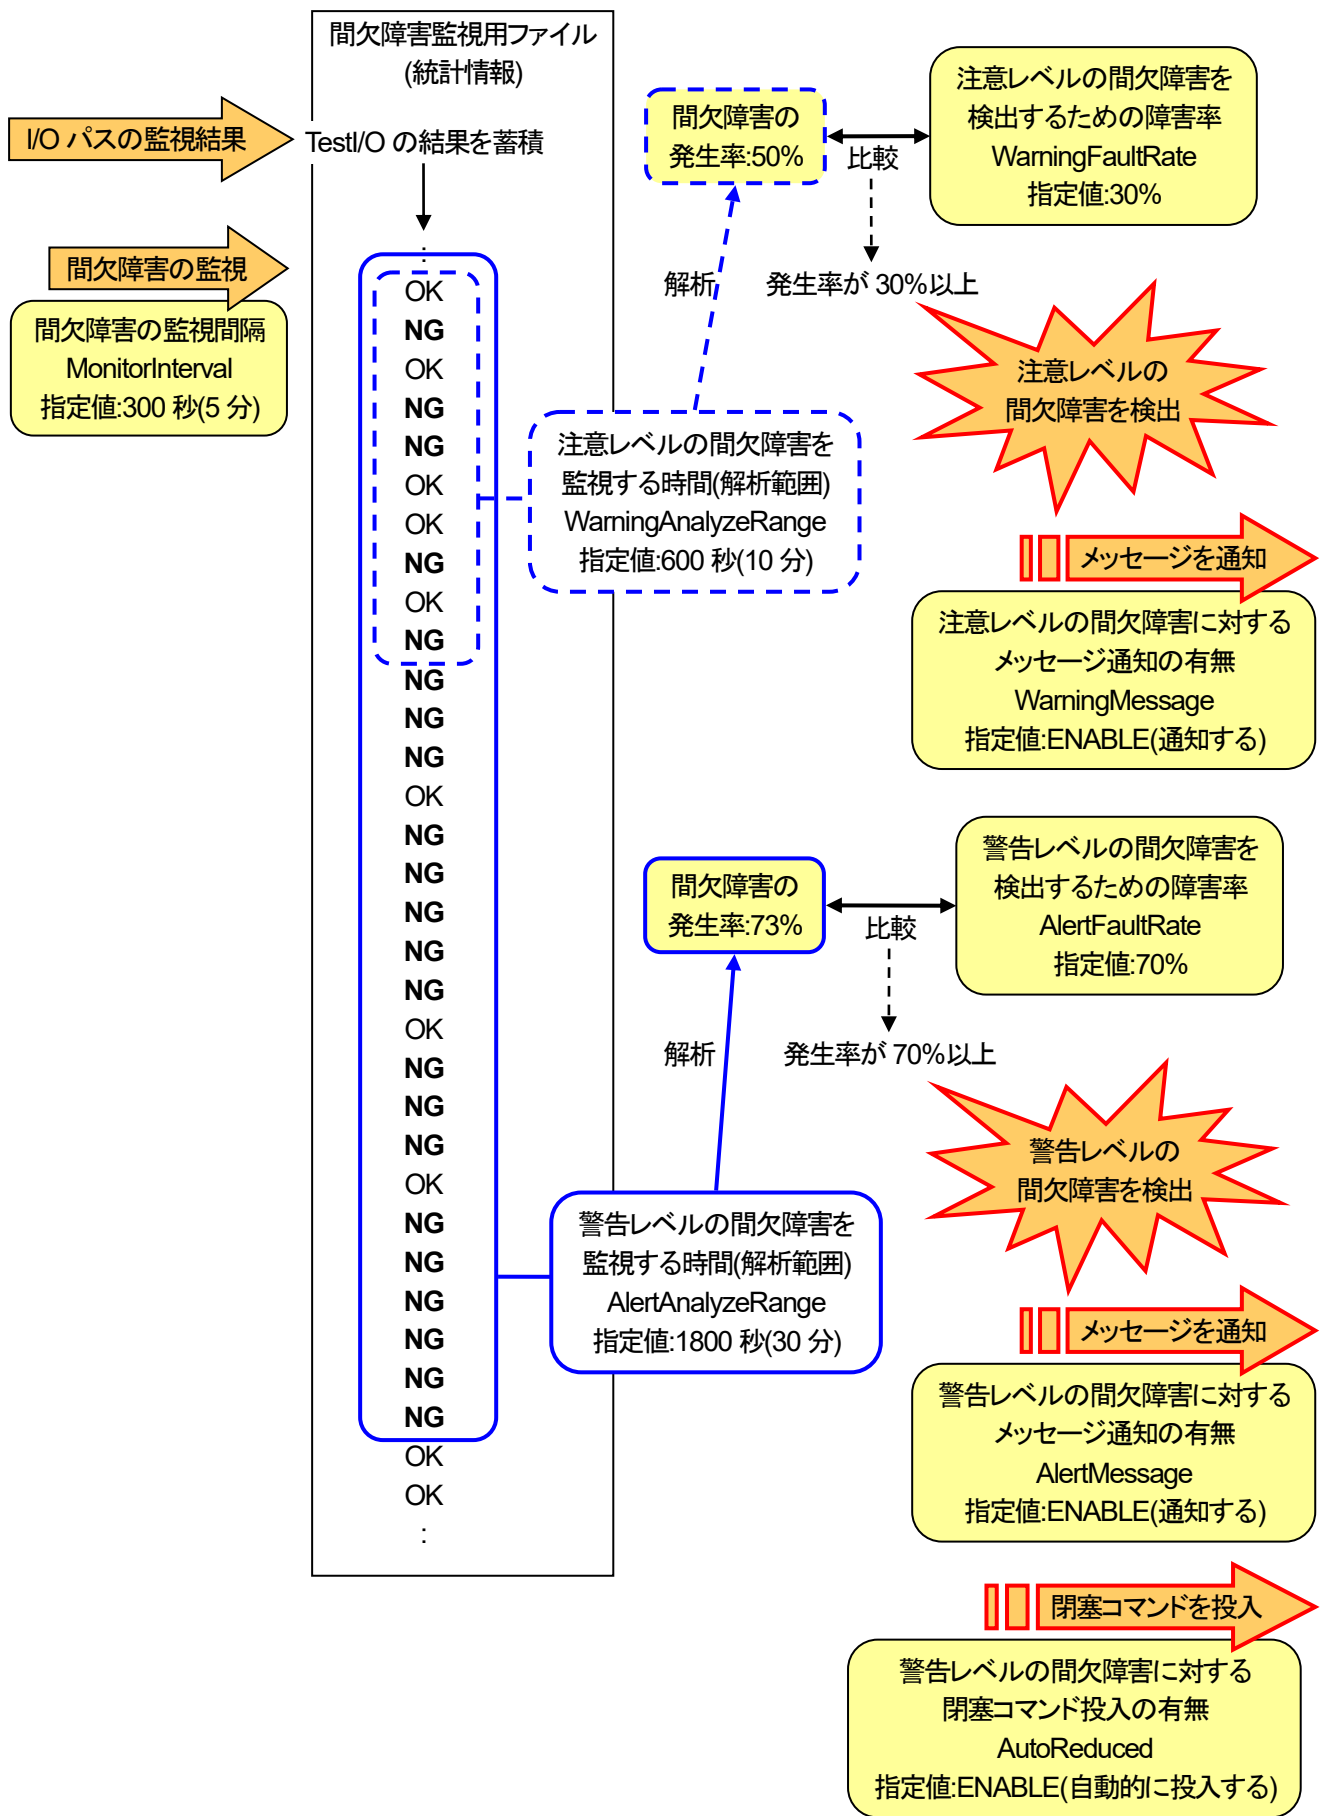 間欠障害監視用ファイル
(統計情報)
I/O パスの監視結果
TestI/O の結果を蓄積
間欠障害の監視
間欠障害の監視間隔
MonitorInterval
指定値:300 秒(5 分)
:
OK
NG
OK
NG
NG
OK
OK
NG
OK
NG
NG
NG
NG
OK
NG
NG
NG
NG
NG
OK
NG
NG
NG
OK
NG
NG
NG
NG
NG
NG
OK
OK
:
間欠障害の
発生率:50%
比較
注意レベルの間欠障害を
検出するための障害率
WarningFaultRate
指定値:30%
解析
発生率が 30%以上
注意レベルの
間欠障害を検出
注意レベルの間欠障害を
監視する時間(解析範囲)
WarningAnalyzeRange
指定値:600 秒(10 分)
メッセージを通知
注意レベルの間欠障害に対する
メッセージ通知の有無
WarningMessage
指定値:ENABLE(通知する)
間欠障害の
発生率:73%
比較
警告レベルの間欠障害を
検出するための障害率
AlertFaultRate
指定値:70%
解析
発生率が 70%以上
警告レベルの
間欠障害を検出
警告レベルの間欠障害を
監視する時間(解析範囲)
AlertAnalyzeRange
指定値:1800 秒(30 分)
メッセージを通知
警告レベルの間欠障害に対する
メッセージ通知の有無
AlertMessage
指定値:ENABLE(通知する)
閉塞コマンドを投入
警告レベルの間欠障害に対する
閉塞コマンド投入の有無
AutoReduced
指定値:ENABLE(自動的に投入する)